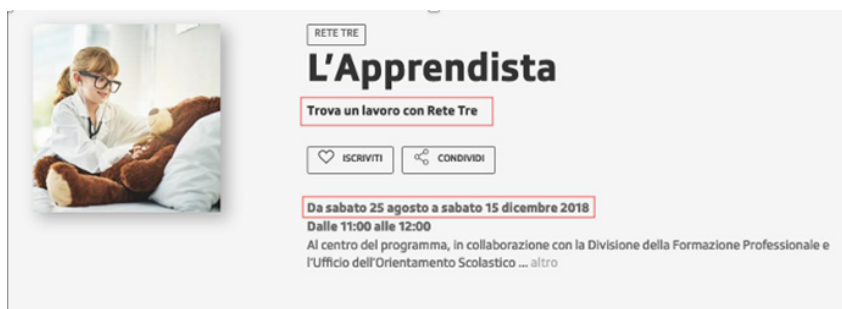 RETE TRE
L'Apprendista
Trova un lavoro con Rete Tre
ISCRIVITI
CONDIVIDI
Da sabato 25 agosto a sabato 15 dicembre 2018
Dalle 11:00 alle 12:00
Al centro del programma, in collaborazione con la Divisione della Formazione Professionale e
l'Ufficio dell'Orientamento Scolastico ... altro